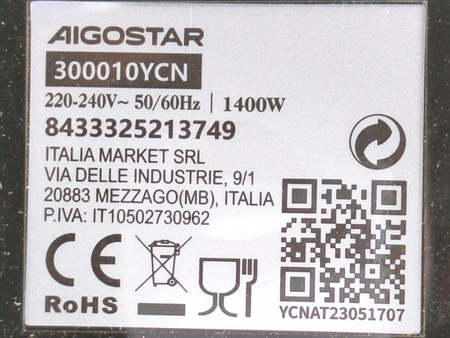 AIGOSTAR
300010YCN
220-240V~ 50/60Hz | 1400W
8433325213749
ITALIA MARKET SRL
VIA DELLE INDUSTRIE, 9/1
20883 MEZZAGO(MB), ITALIA
P.IVA: IT10502730962
CE
RoHS
YCNAT23051707